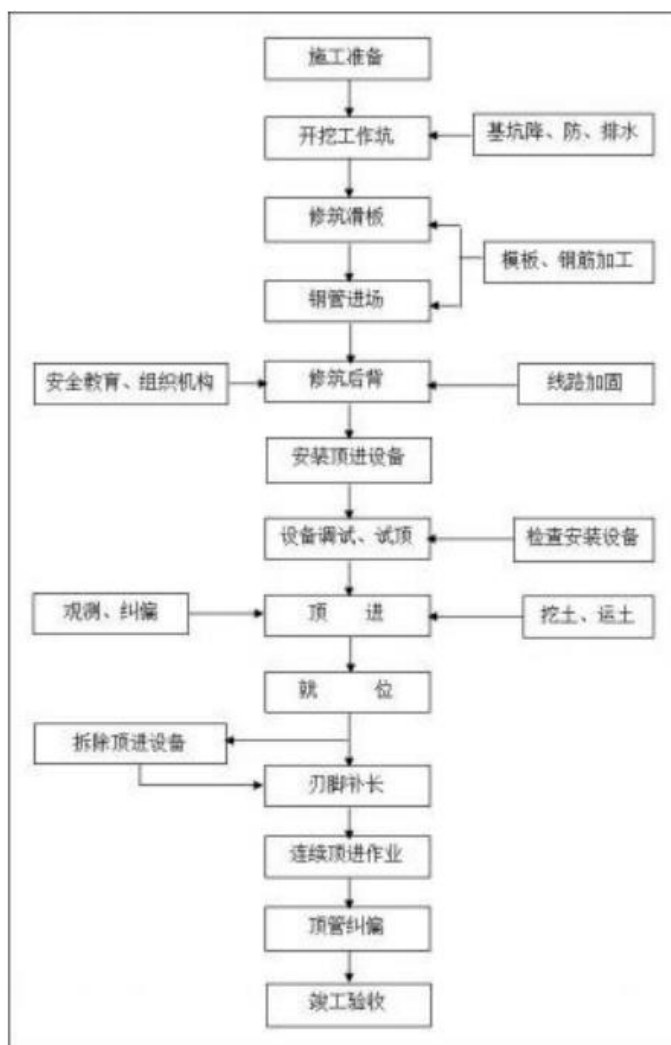 施工准备
开挖工作坑
基坑降、防、排水
修筑滑板
模板、钢筋加工
钢管进场
安全教育、组织机构
修筑后背
线路加固
安装顶进设备
设备调试、试顶
检查安装设备
观测、纠偏
顶 进
挖土、运土
就 位
拆除顶进设备
刃脚补长
连续顶进作业
顶管纠偏
竣工验收